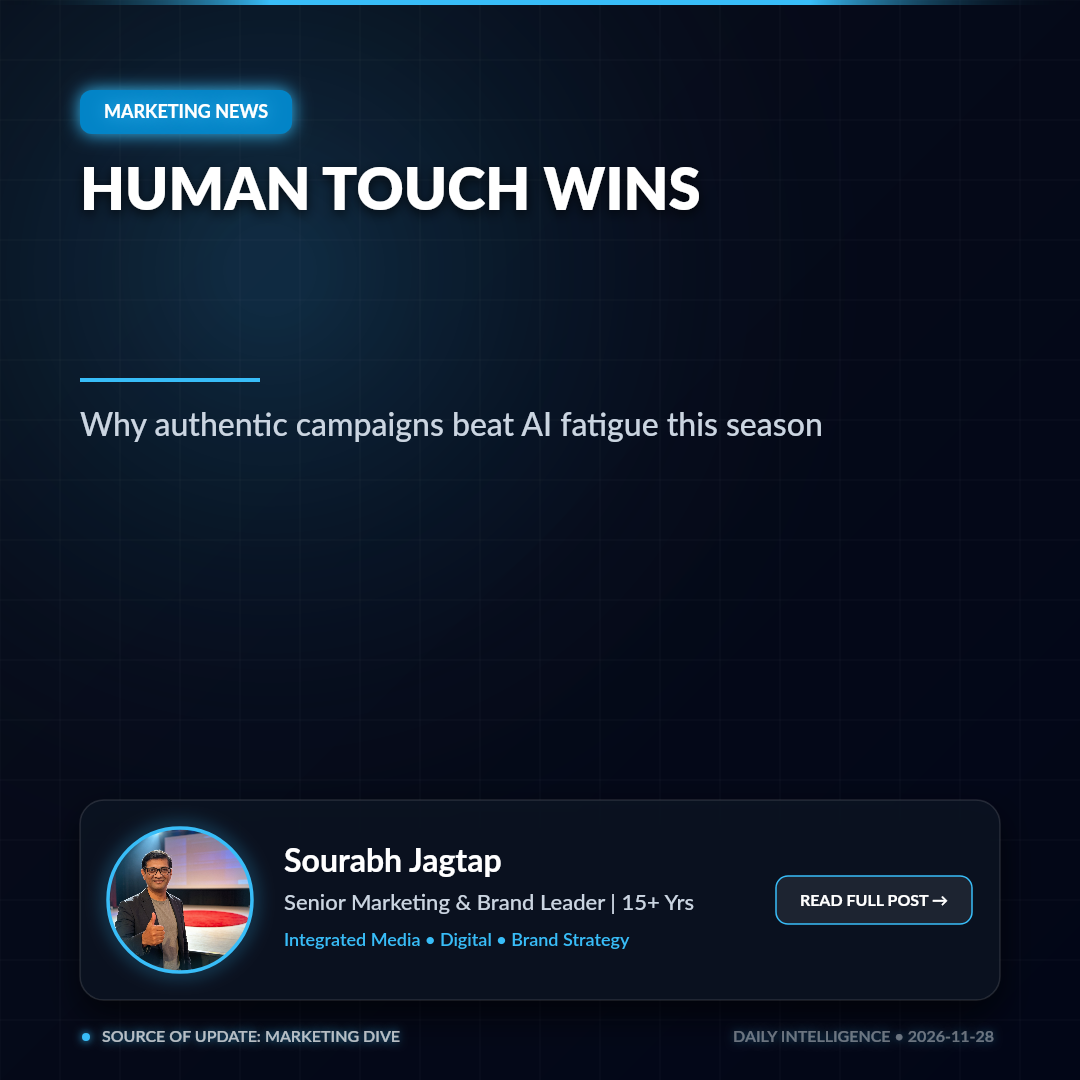 MARKETING NEWS
HUMAN TOUCH WINS
Why authentic campaigns beat AI fatigue this season
Sourabh Jagtap
Senior Marketing & Brand Leader | 15+ Yrs
Integrated Media • Digital • Brand Strategy
READ FULL POST →
SOURCE OF UPDATE: MARKETING DIVE
DAILY INTELLIGENCE • 2026-11-28